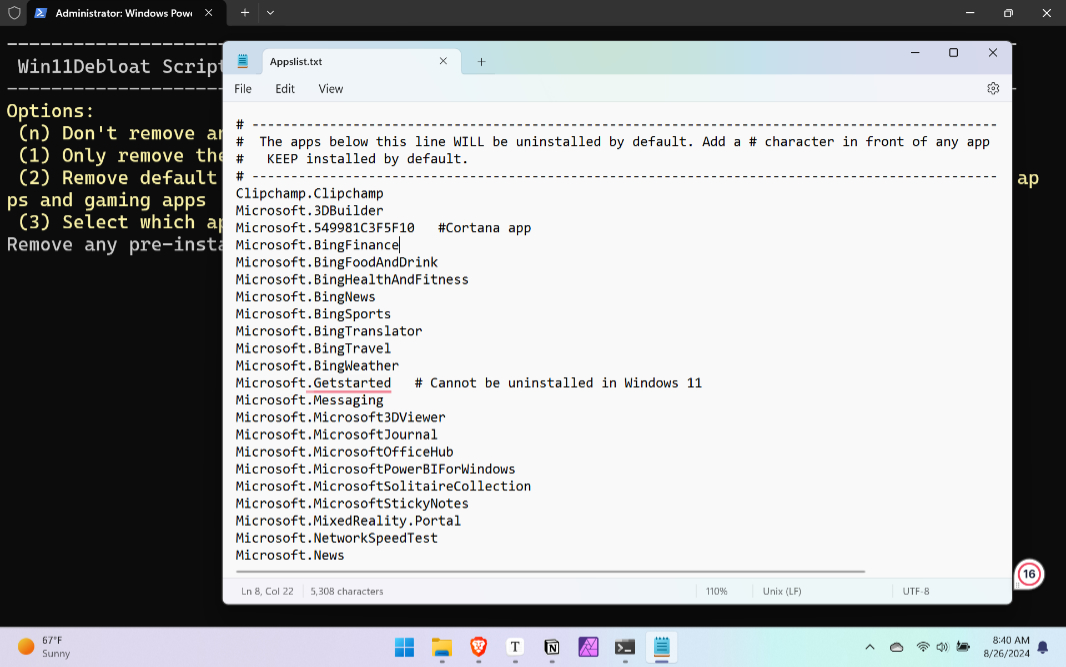 Administrator: Windows Pow
Win11Debloat Script
Options:
(n) Don't remove an
(1) Only remove the
(2) Remove default
ap
ps and gaming apps
(3) Select which ap
Remove any pre-insta
Appslist.txt
File Edit View
# ------------------------------------------------------------------------------------------------
# The apps below this line WILL be uninstalled by default. Add a # character in front of any app
# KEEP installed by default.
# ------------------------------------------------------------------------------------------------
Clipchamp.Clipchamp
Microsoft.3DBuilder
Microsoft.549981C3F5F10 #Cortana app
Microsoft.BingFinance
Microsoft.BingFoodAndDrink
Microsoft.BingHealthAndFitness
Microsoft.BingNews
Microsoft.BingSports
Microsoft.BingTranslator
Microsoft.BingTravel
Microsoft.BingWeather
Microsoft.Getstarted # Cannot be uninstalled in Windows 11
Microsoft.Messaging
Microsoft.Microsoft3DViewer
Microsoft.MicrosoftJournal
Microsoft.MicrosoftOfficeHub
Microsoft.MicrosoftPowerBIForWindows
Microsoft.MicrosoftSolitaireCollection
Microsoft.MicrosoftStickyNotes
Microsoft.MixedReality.Portal
Microsoft.NetworkSpeedTest
Microsoft.News
16
Ln 8, Col 22 5,308 characters 110% Unix (LF) UTF-8
67°F
Sunny
T
N
8:40 AM
8/26/2024